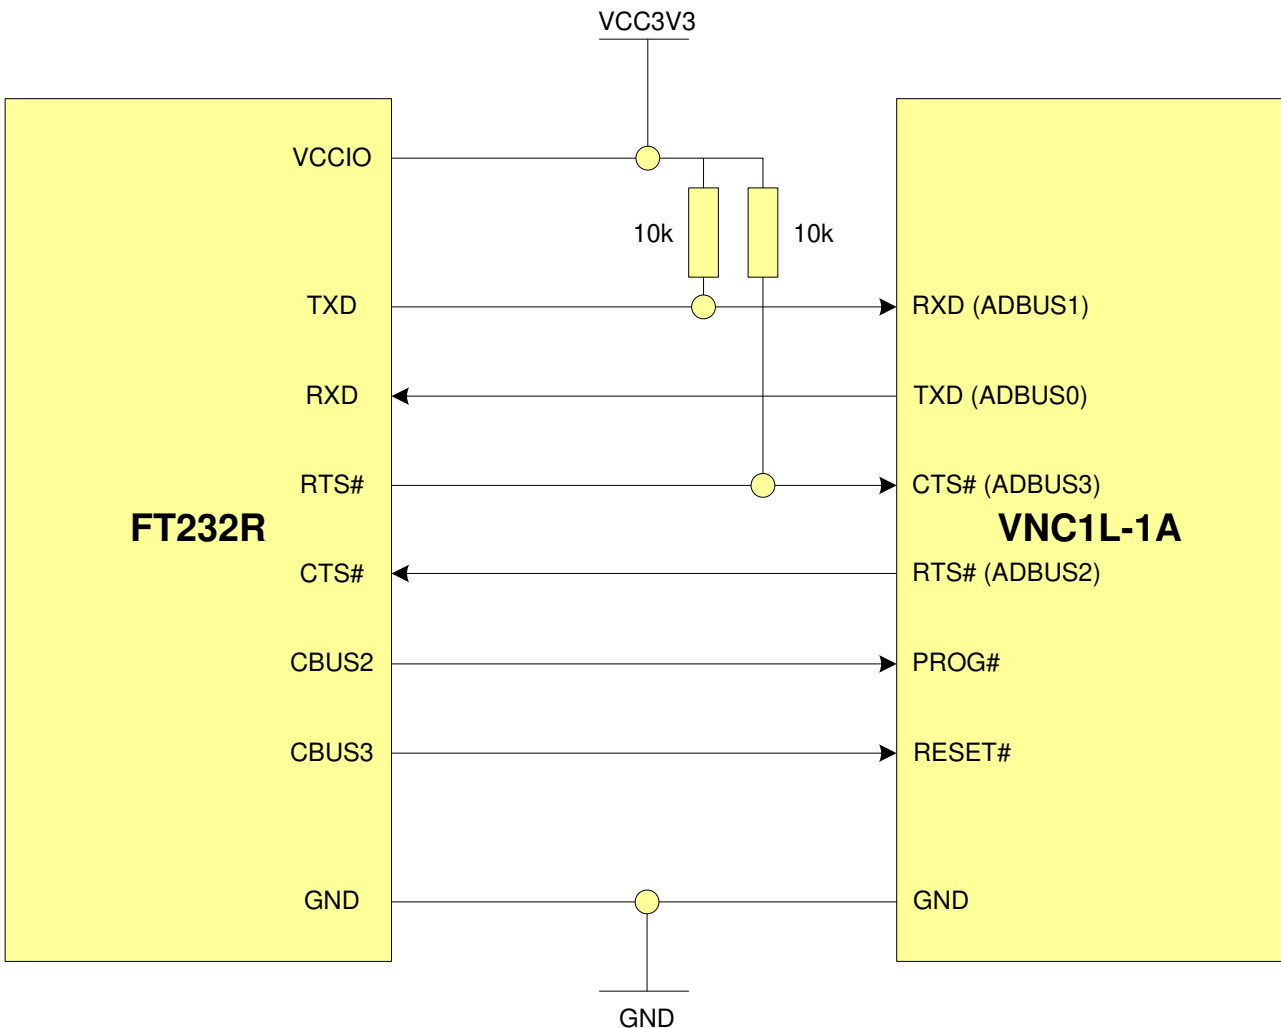 VCC3V3
VCCIO
10k
10k
TXD
RXD (ADBUS1)
RXD
TXD (ADBUS0)
RTS#
CTS# (ADBUS3)
FT232R
VNC1L-1A
CTS#
RTS# (ADBUS2)
CBUS2
PROG#
CBUS3
RESET#
GND
GND
GND